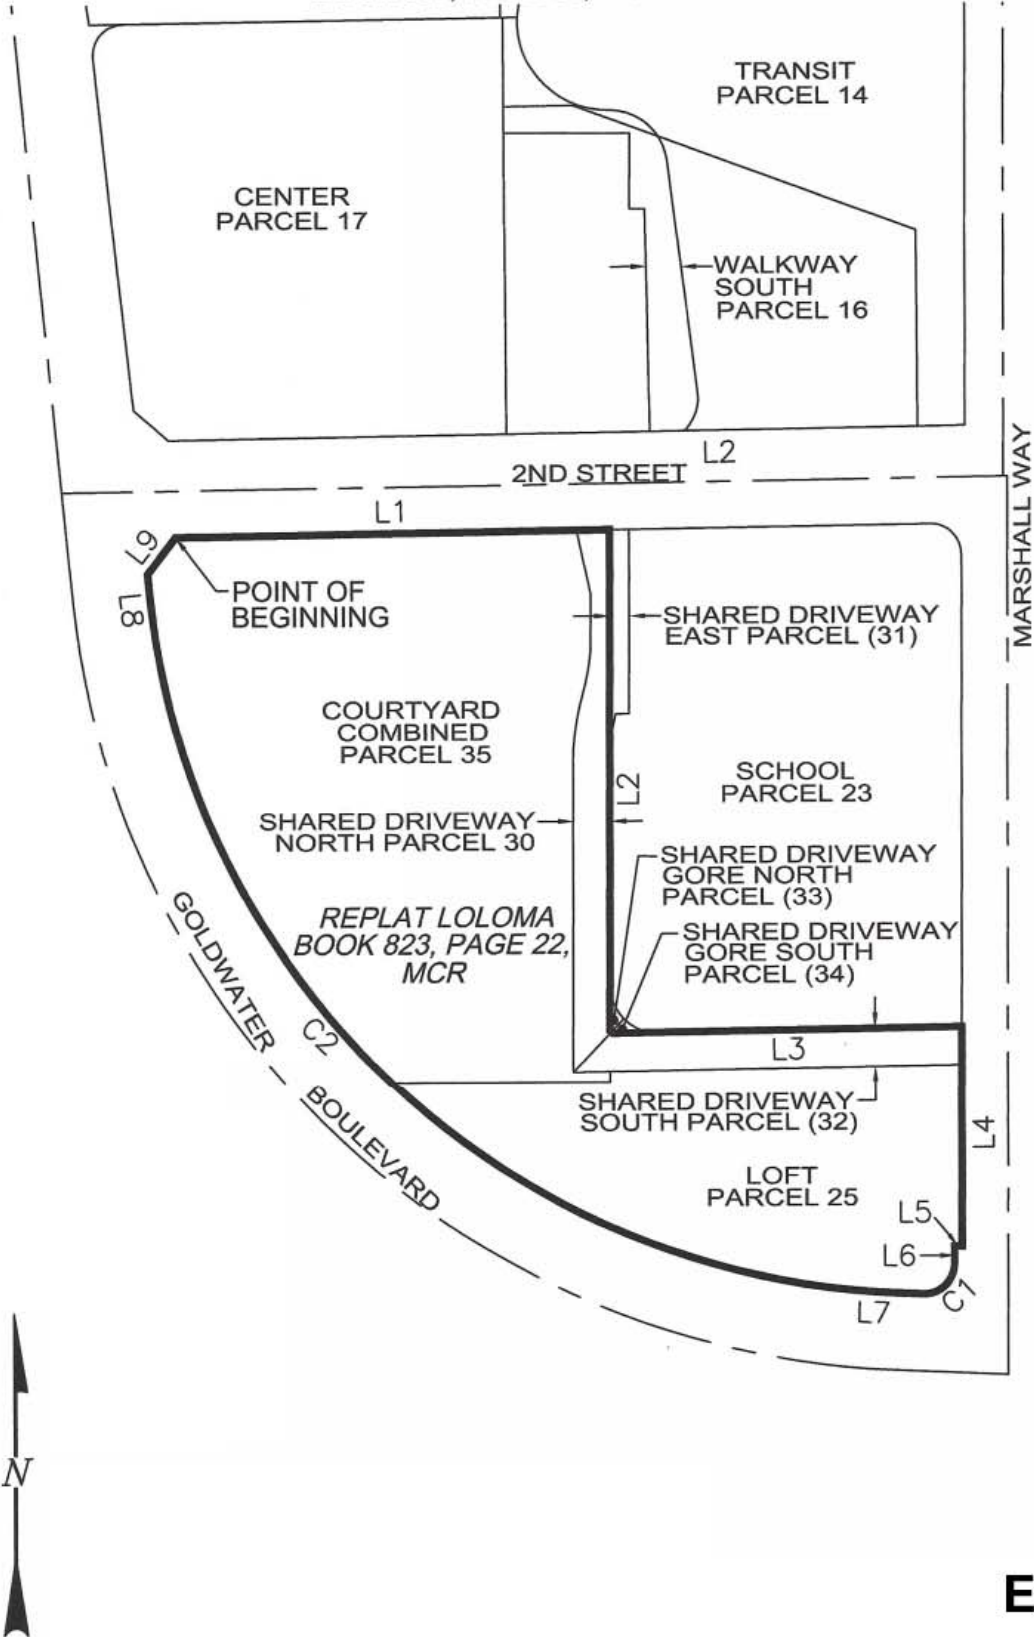 TRANSIT
PARCEL 14
CENTER
PARCEL 17
WALKWAY
SOUTH
PARCEL 16
L2
2ND STREET
MARSHALL WAY
L1
L9
L8
POINT OF
BEGINNING
SHARED DRIVEWAY
EAST PARCEL (31)
COURTYARD
COMBINED
PARCEL 35
L2
SCHOOL
PARCEL 23
SHARED DRIVEWAY
NORTH PARCEL 30
SHARED DRIVEWAY
GORE NORTH
PARCEL (33)
REPLAT LOLOMA
BOOK 823, PAGE 22,
MCR
SHARED DRIVEWAY
GORE SOUTH
PARCEL (34)
GOLDWATER
BOULEVARD
C2
L3
SHARED DRIVEWAY
SOUTH PARCEL (32)
L4
LOFT
PARCEL 25
L5
L6
C1
L7
N
E